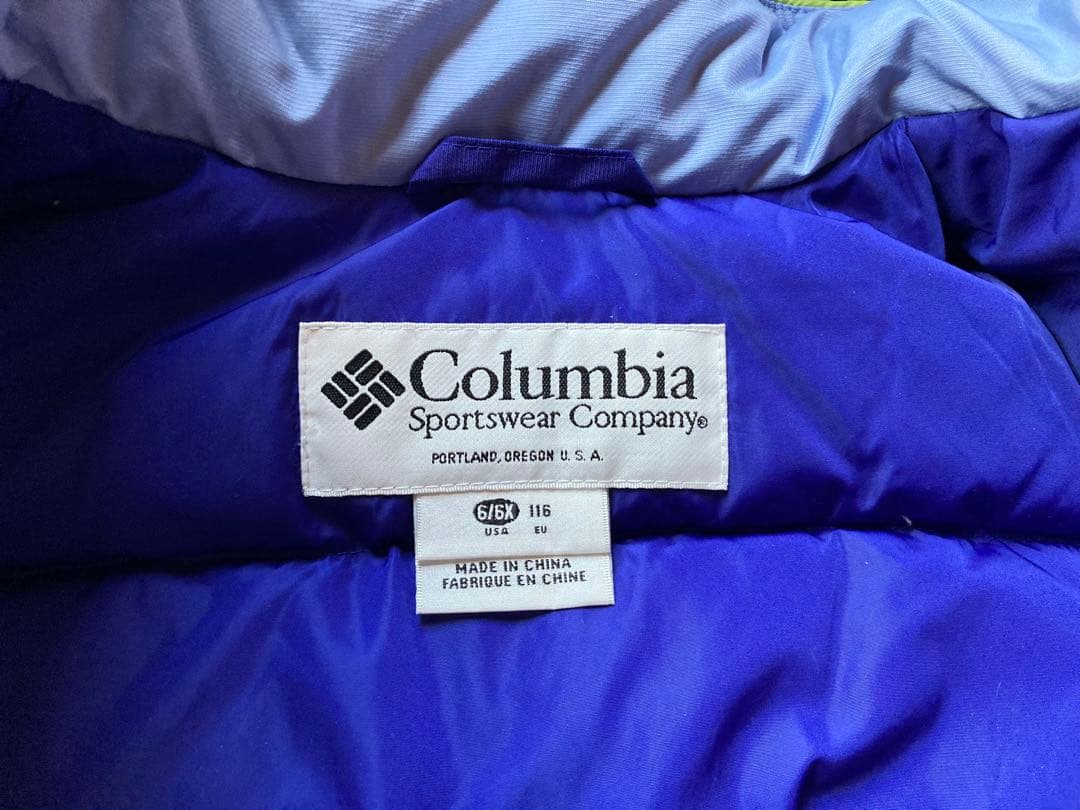 Columbia
Sportswear Company®
PORTLAND, OREGON U. S. A.
6/6X 116
USA EU
MADE IN CHINA
FABRIQUE EN CHINE